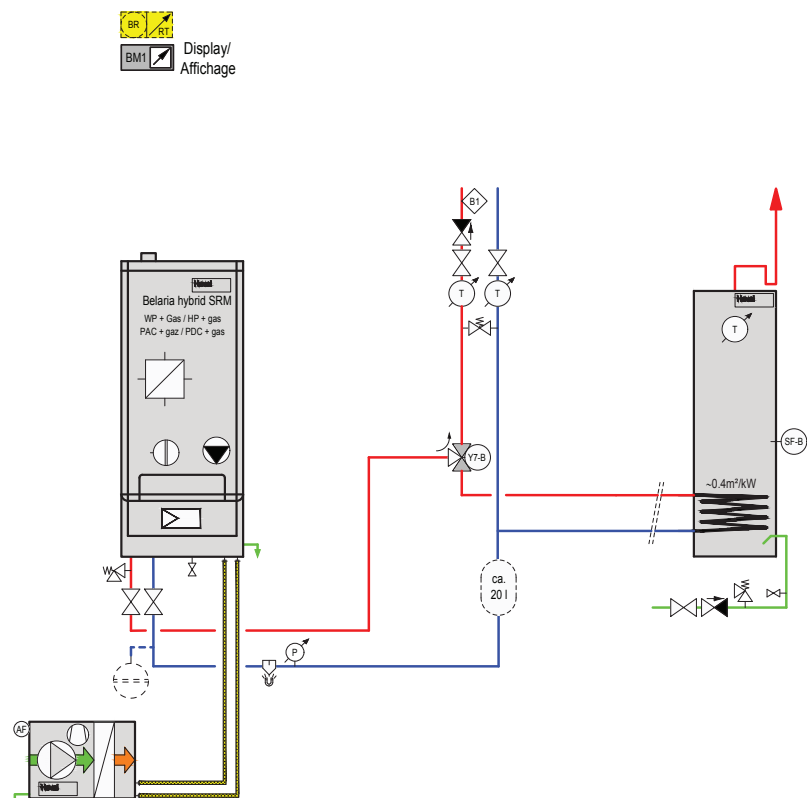 BR RT
BM1 Display/
Affichage
B1
Belaria hybrid SRM
WP + Gas / HP + gas
PAC + gaz / PDC + gas
T T
T
SF-B
Y7-B
~0.4m²/kW
ca.
20 l
P
AF